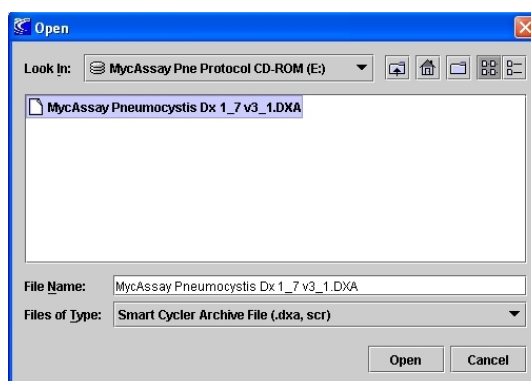 Open
Look In: MycAssay Pne Protocol CD-ROM (E:)
MycAssay Pneumocystis Dx 1_7 v3_1.DXA
File Name: MycAssay Pneumocystis Dx 1_7 v3_1.DXA
Files of Type: Smart Cycler Archive File (.dxa, scr)
Open Cancel